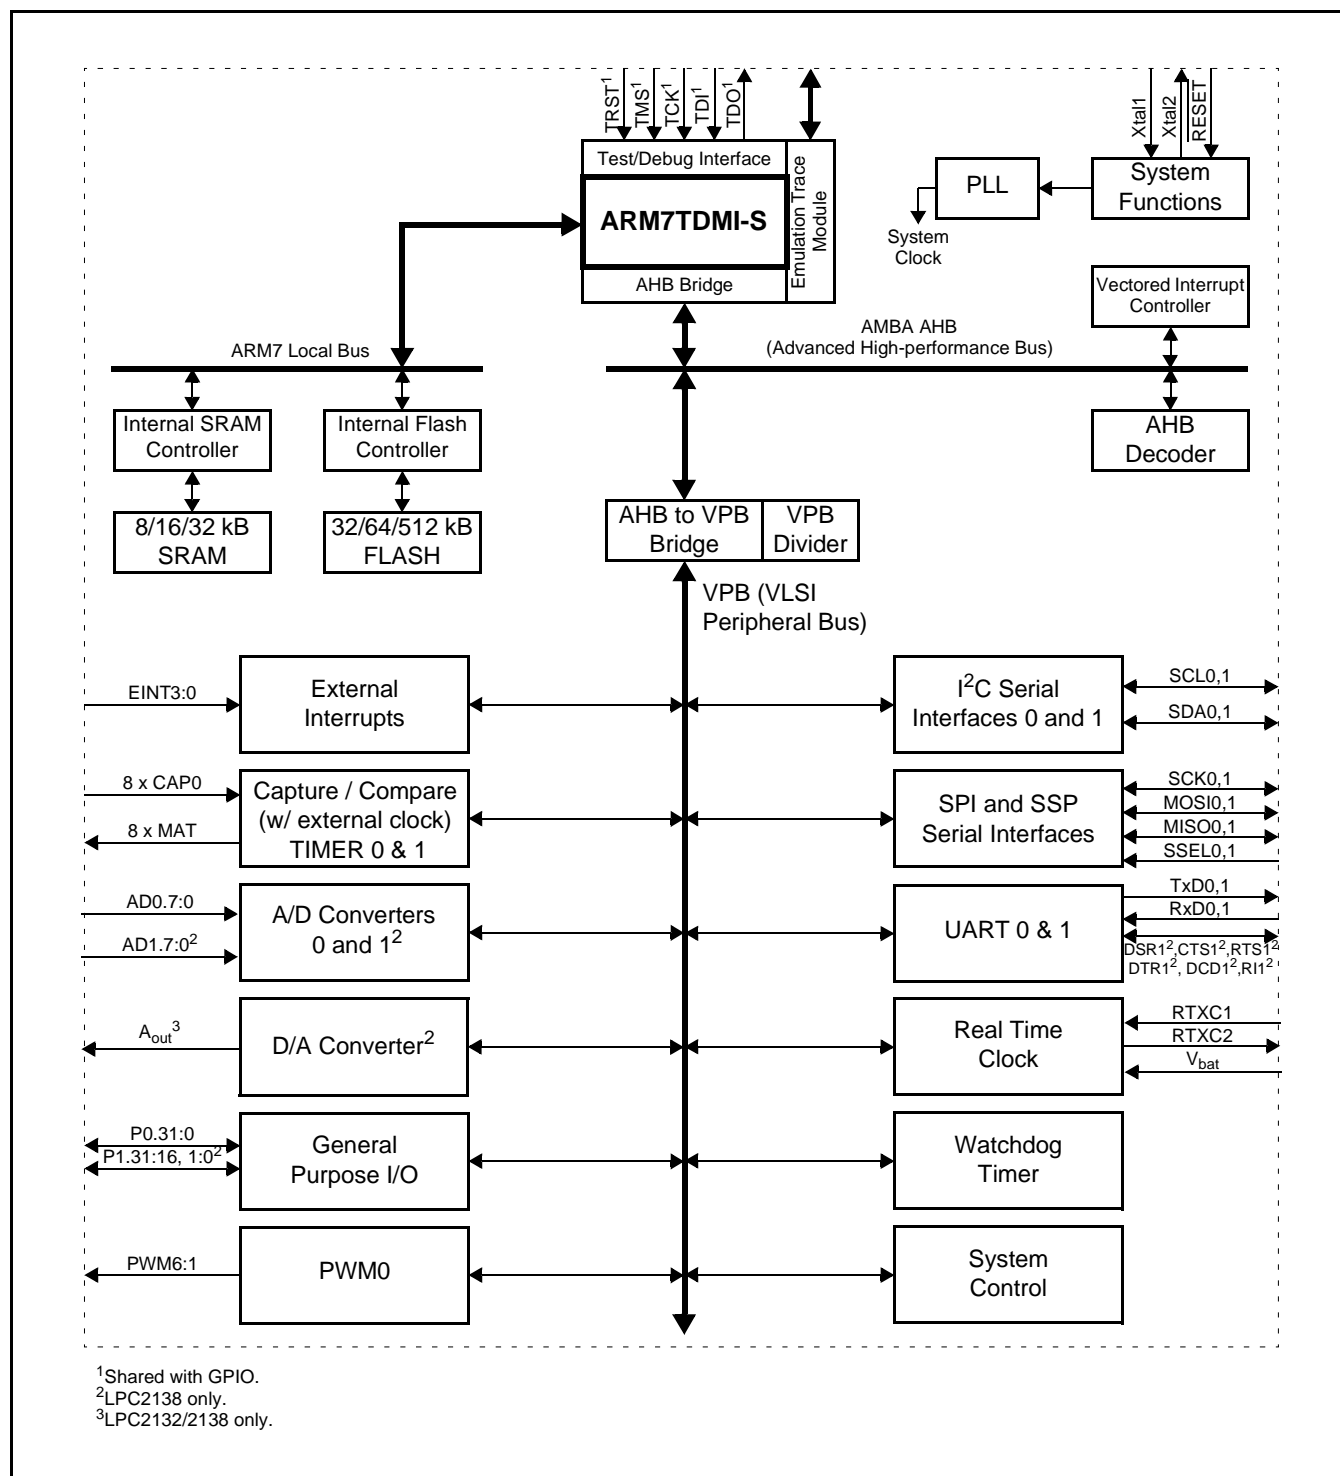 TRST1
TMS1
TCK1
TDI1
TDO1
Xtal1
Xtal2
RESET
Test/Debug Interface
ARM7TDMI-S
AHB Bridge
Emulation Trace
Module
PLL
System
Functions
System
Clock
Vectored Interrupt
Controller
ARM7 Local Bus
AMBA AHB
(Advanced High-performance Bus)
Internal SRAM
Controller
Internal Flash
Controller
AHB
Decoder
8/16/32 kB
SRAM
32/64/512 kB
FLASH
AHB to VPB
Bridge
VPB
Divider
VPB (VLSI
Peripheral Bus)
EINT3:0
External
Interrupts
I2C Serial
Interfaces 0 and 1
SCL0,1
SDA0,1
8 x CAP0
8 x MAT
Capture / Compare
(w/ external clock)
TIMER 0 & 1
SPI and SSP
Serial Interfaces
SCK0,1
MOSI0,1
MISO0,1
SSEL0,1
AD0.7:0
AD1.7:0²
A/D Converters
0 and 1²
UART 0 & 1
TxD0,1
RxD0,1
DSR1²,CTS1²,RTS1²
DTR1², DCD1²,RI1²
Aout³
D/A Converter²
Real Time
Clock
RTXC1
RTXC2
Vbat
P0.31:0
P1.31:16, 1:0²
General
Purpose I/O
Watchdog
Timer
PWM6:1
PWM0
System
Control
¹Shared with GPIO.
²LPC2138 only.
³LPC2132/2138 only.